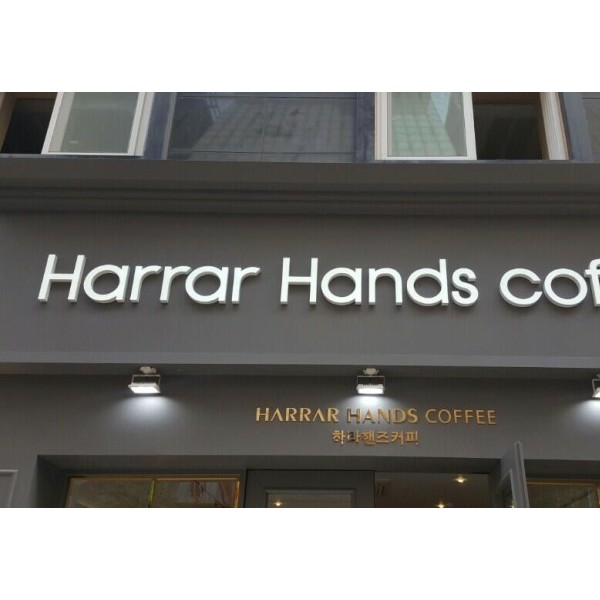 Harrar Hands cof
HARRAR HANDS COFFEE
하라핸즈커피